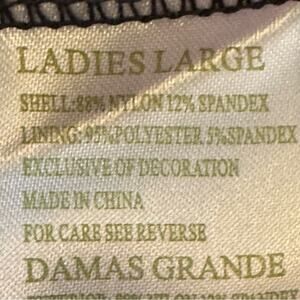 LADIES LARGE
SHELL:88% NYLON 12% SPANDEX
LINING: 95%POLYESTER 5%SPANDEX
EXCLUSIVE OF DECORATION
MADE IN CHINA
FOR CARE SEE REVERSE
DAMAS GRANDE